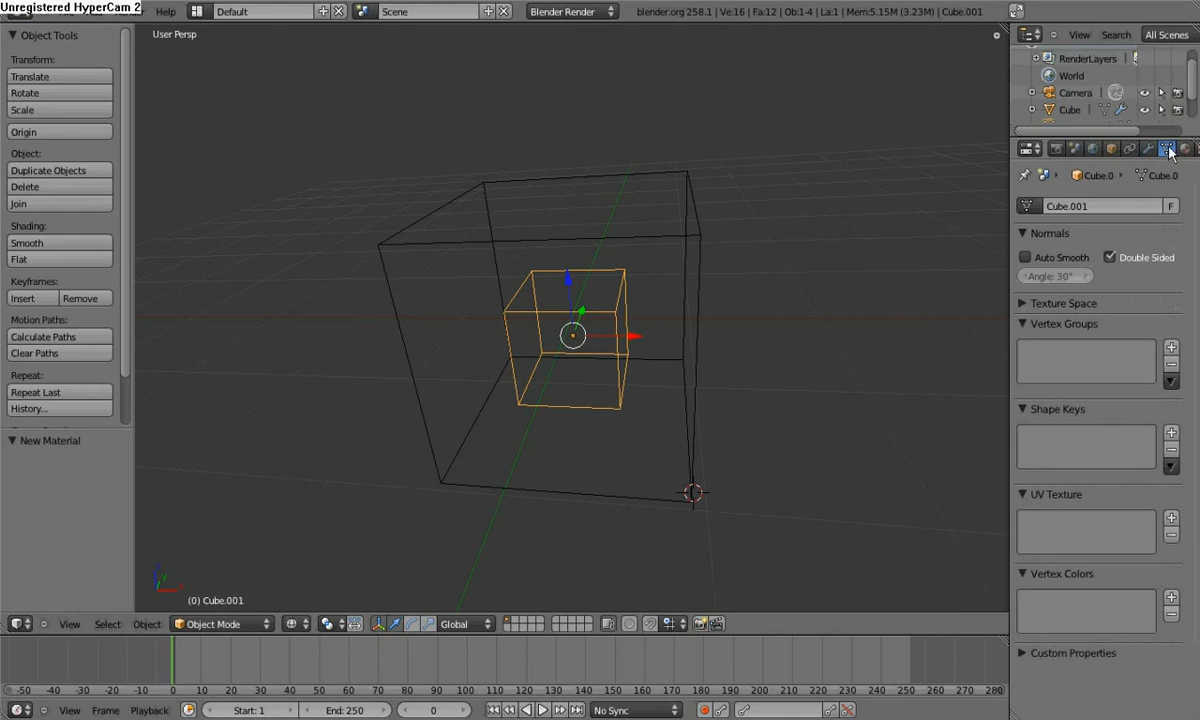 Unregistered HyperCam 2
Help
Default
Scene
Blender Render
blender.org 258.1 | Ve:16 | Fa:12 | Ob:1-4 | La:1 | Mem:5.15M (3.23M) | Cube.001
Object Tools
Transform:
Translate
Rotate
Scale
Origin
Object:
Duplicate Objects
Delete
Join
Shading:
Smooth
Flat
Keyframes:
Insert
Remove
Motion Paths:
Calculate Paths
Clear Paths
Repeat:
Repeat Last
History...
New Material
User Persp
(0) Cube.001
View
Select
Object
Object Mode
Global
View
Search
All Scenes
RenderLayers
World
Camera
Cube
Cube.0
Cube.0
Cube.001
F
Normals
Auto Smooth
Double Sided
Angle: 30°
Texture Space
Vertex Groups
Shape Keys
UV Texture
Vertex Colors
Custom Properties
-50 -40 -30 -20 -10 0 10 20 30 40 50 60 70 80 90 100 110 120 130 140 150 160 170 180 190 200 210 220 230 240 250 260 270 280
View
Frame
Playback
Start: 1
End: 250
0
No Sync